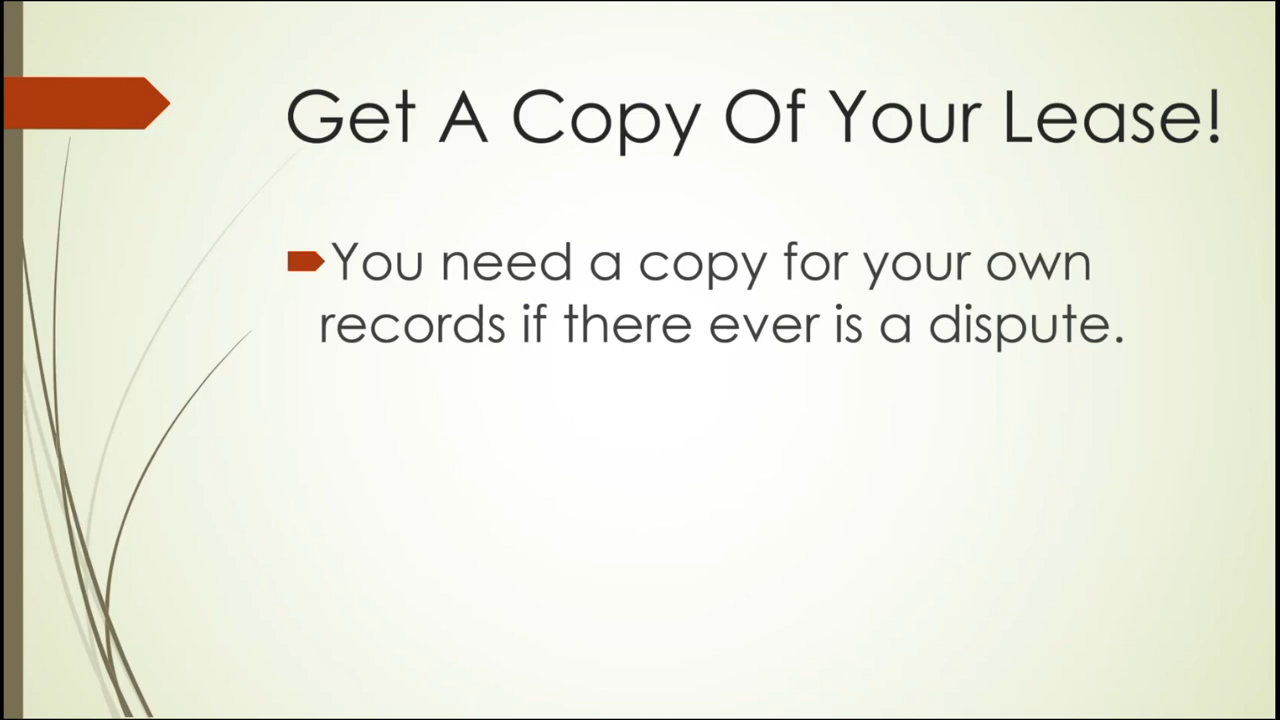 Get A Copy Of Your Lease!
You need a copy for your own
records if there ever is a dispute.